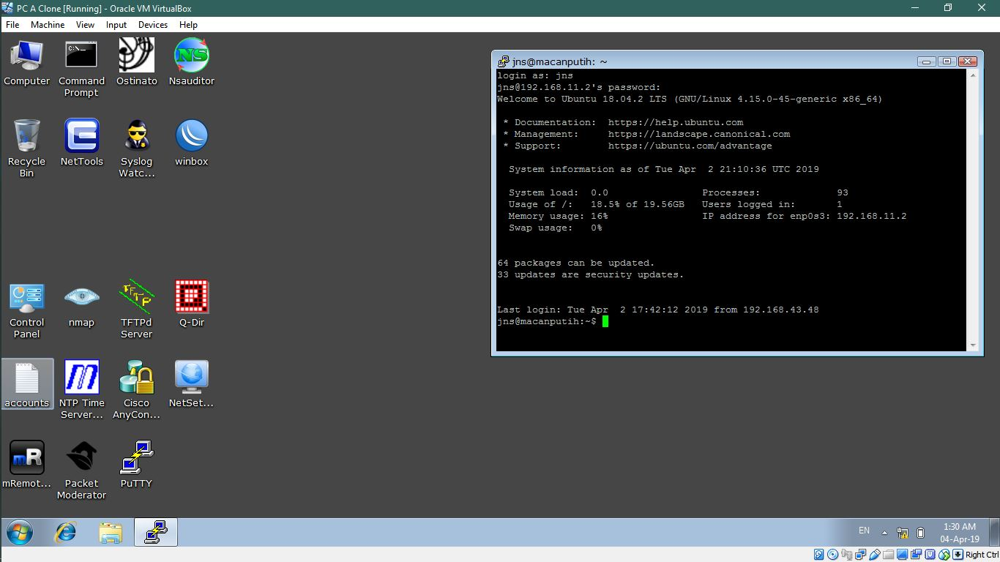 PC A Clone [Running] - Oracle VM VirtualBox
File Machine View Input Devices Help
Computer
Command Prompt
Ostinato
Nsauditor
Recycle Bin
NetTools
Syslog Watc...
winbox
Control Panel
nmap
TFTP
TFTPd Server
Q-Dir
accounts
NTP Time Server...
Cisco AnyCon...
NetSet...
mRemot...
Packet Moderator
PuTTY
jns@macanputih: ~
login as: jns
jns@192.168.11.2's password:
Welcome to Ubuntu 18.04.2 LTS (GNU/Linux 4.15.0-45-generic x86_64)
* Documentation:  https://help.ubuntu.com
* Management:     https://landscape.canonical.com
* Support:        https://ubuntu.com/advantage
System information as of Tue Apr  2 21:10:36 UTC 2019
System load:  0.0                Processes:             93
Usage of /:   18.5% of 19.56GB   Users logged in:       1
Memory usage: 16%                IP address for enp0s3: 192.168.11.2
Swap usage:   0%
64 packages can be updated.
33 updates are security updates.
Last login: Tue Apr  2 17:42:12 2019 from 192.168.43.48
jns@macanputih:~$
EN
1:30 AM
04-Apr-19
Right Ctrl